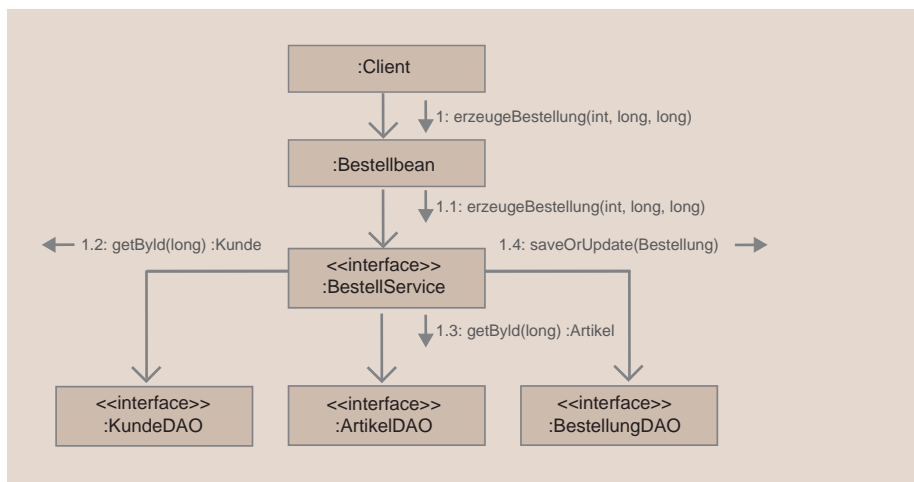 :Client
1: erzeugeBestellung(int, long, long)
:Bestellbean
1.1: erzeugeBestellung(int, long, long)
1.2: getById(long) :Kunde
1.4: saveOrUpdate(Bestellung)
<<interface>>
:BestellService
1.3: getById(long) :Artikel
<<interface>>
:KundeDAO
<<interface>>
:ArtikelDAO
<<interface>>
:BestellungDAO